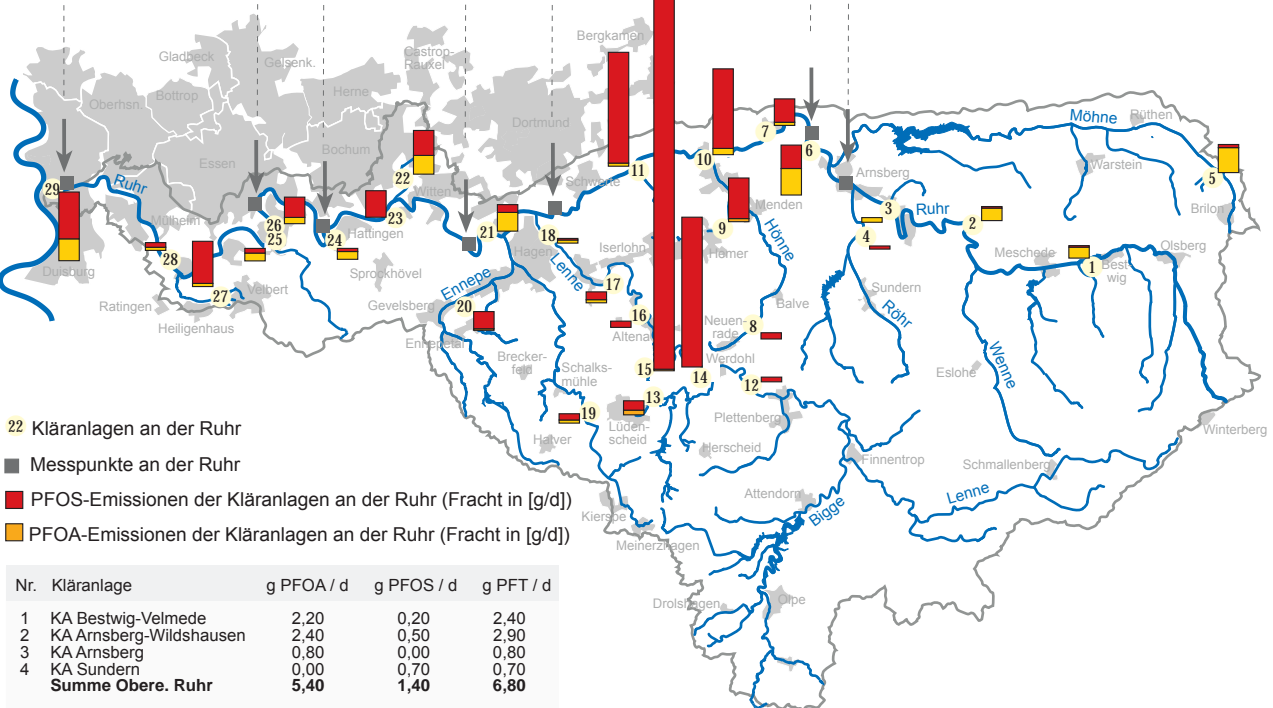 Bergkamen
Castrop-
Rauxel
Gladbeck
Gelsenk.
Herne
Bottrop
Oberhsn.
Dortmund
Bochum
Essen
Möhne
Rüthen
7
6
10
11
22
Witten
Schwerte
Warstein
Arnsberg
5
29
Ruhr
Menden
Brilon
Mülheim
26
25
24
23
Hattingen
21
18
9
3
Ruhr
2
4
Hönne
Iserlohn
Hemer
Hagen
Lenne
Meschede
Olsberg
1
Best-
wig
28
Duisburg
Sprockhövel
Ennepe
17
Sundern
27
Velbert
Ratingen
Heiligenhaus
Gevelsberg
20
16
Altena
Neuen-
rade
8
Balve
Röhr
Ennepetal
Brecker-
feld
Schalks-
mühle
15
14
Werdohl
12
Wenne
Eslohe
13
19
Lüden-
scheid
Plettenberg
Halver
Herscheid
Finnentrop
Schmallenberg
Winterberg
Attendorn
Bigge
Lenne
Kierspe
Meinerzhagen
Drolshagen
Olpe
22 Kläranlagen an der Ruhr
Messpunkte an der Ruhr
PFOS-Emissionen der Kläranlagen an der Ruhr (Fracht in [g/d])
PFOA-Emissionen der Kläranlagen an der Ruhr (Fracht in [g/d])
Nr. Kläranlage g PFOA / d g PFOS / d g PFT / d
1 KA Bestwig-Velmede 2,20 0,20 2,40
2 KA Arnsberg-Wildshausen 2,40 0,50 2,90
3 KA Arnsberg 0,80 0,00 0,80
4 KA Sundern 0,00 0,70 0,70
Summe Obere. Ruhr 5,40 1,40 6,80